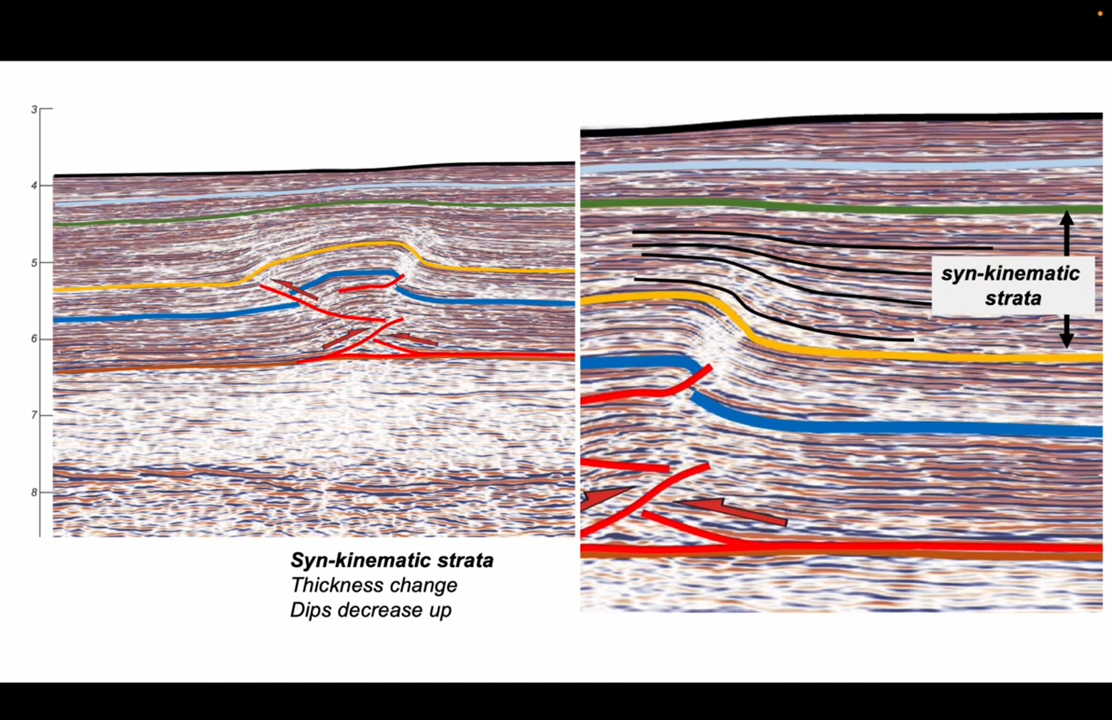 3
4
5
6
7
8
syn-kinematic
strata
Syn-kinematic strata
Thickness change
Dips decrease up